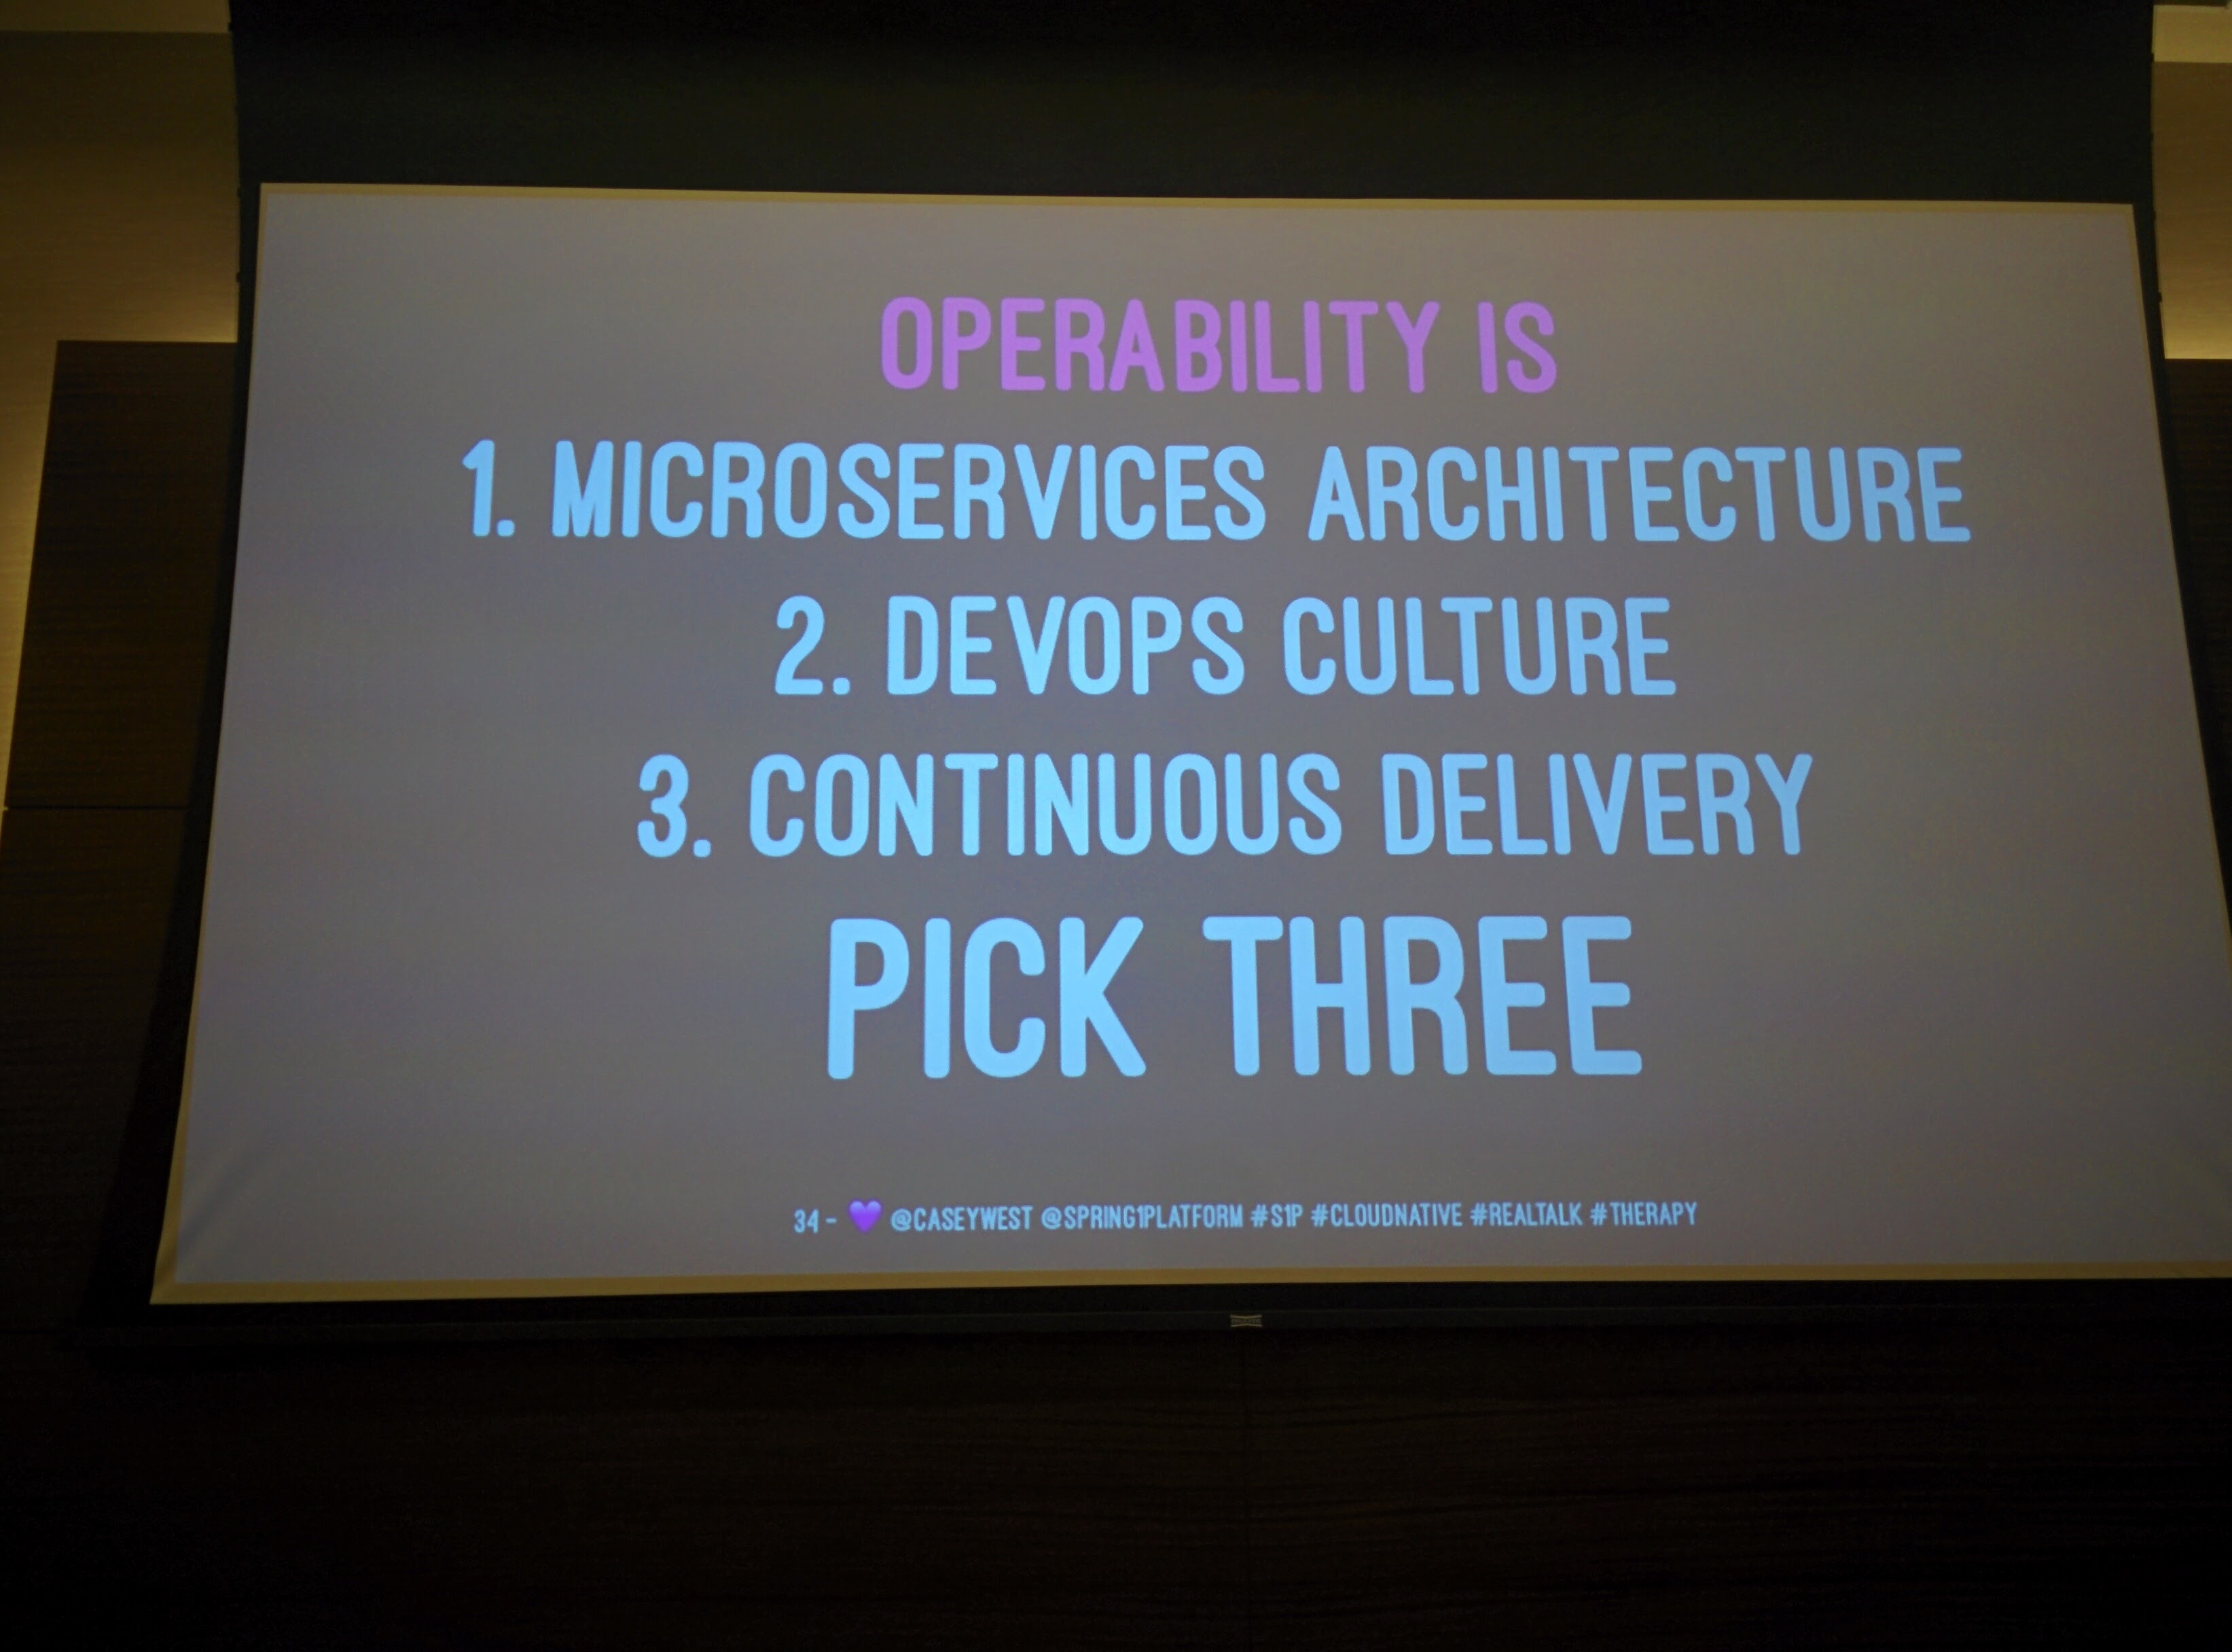 OPERABILITY IS
1. MICROSERVICES ARCHITECTURE
2. DEVOPS CULTURE
3. CONTINUOUS DELIVERY
PICK THREE
34 - 💜 @CASEYWEST @SPRING1PLATFORM #S1P #CLOUDNATIVE #REALTALK #THERAPY